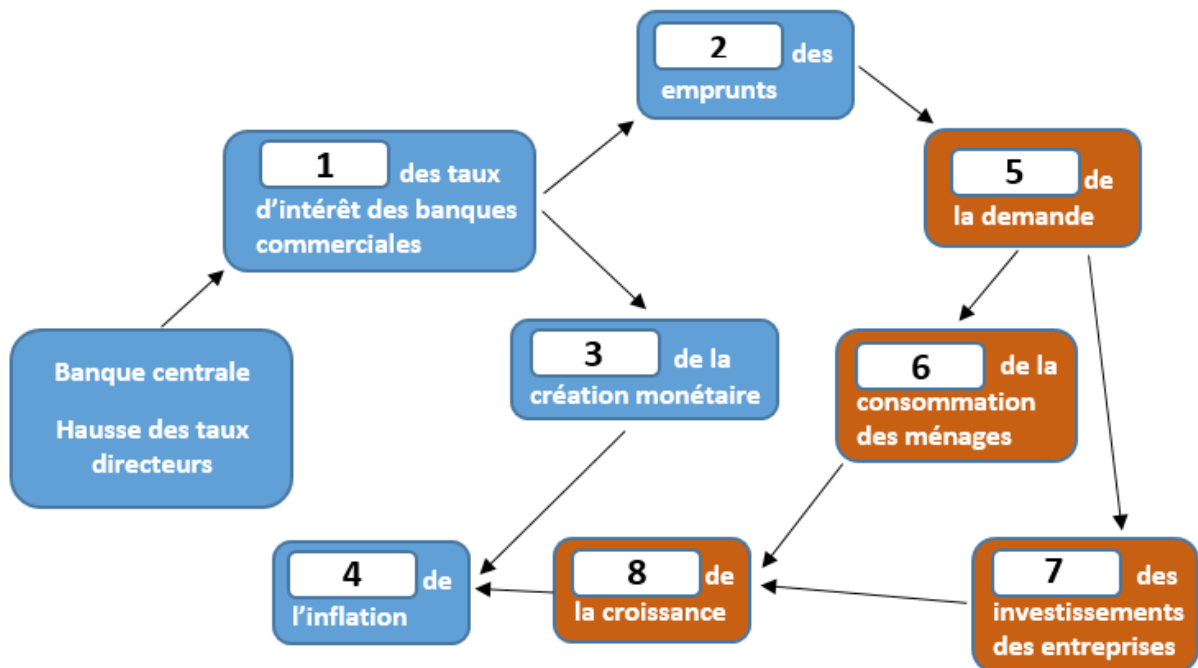 2 des
emprunts
1 des taux
d'intérêt des banques
commerciales
5 de
la demande
Banque centrale
Hausse des taux
directeurs
3 de la
création monétaire
6 de la
consommation
des ménages
4 de
l'inflation
8 de
la croissance
7 des
investissements
des entreprises